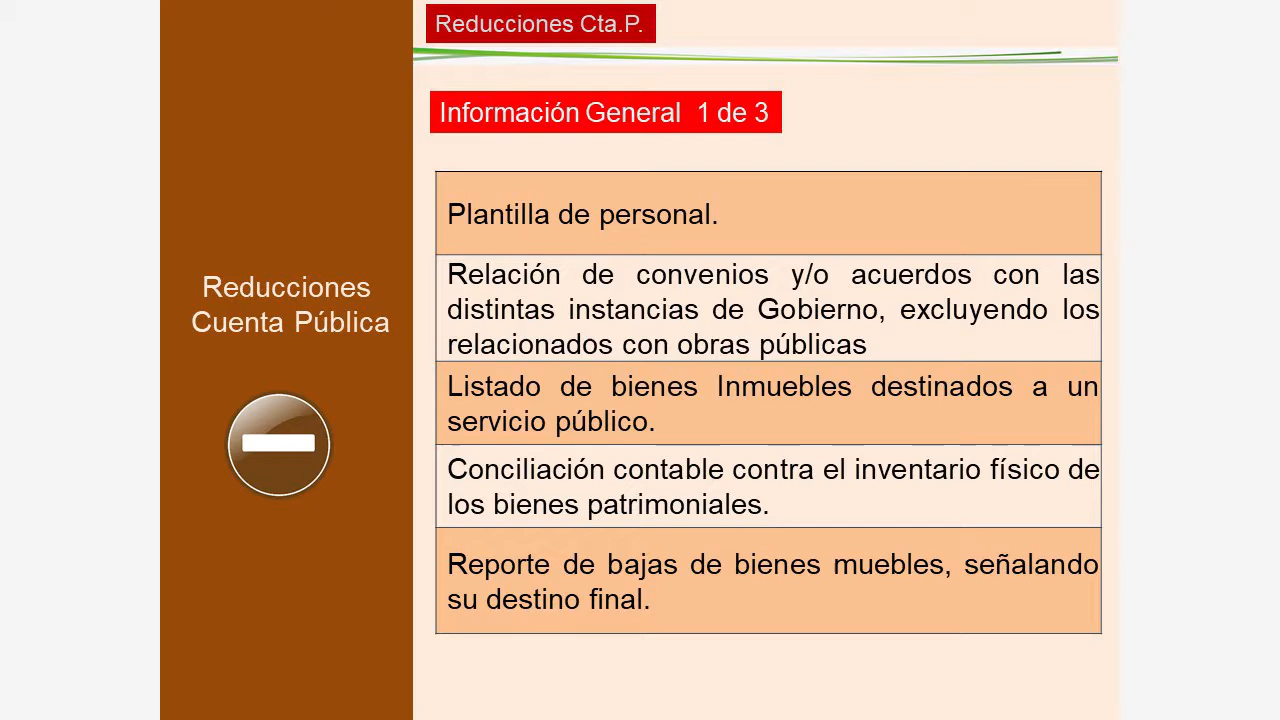 Reducciones Cta.P.
Información General 1 de 3
Reducciones
Cuenta Pública
Plantilla de personal.
Relación de convenios y/o acuerdos con las
distintas instancias de Gobierno, excluyendo los
relacionados con obras públicas
Listado de bienes Inmuebles destinados a un
servicio público.
Conciliación contable contra el inventario físico de
los bienes patrimoniales.
Reporte de bajas de bienes muebles, señalando
su destino final.